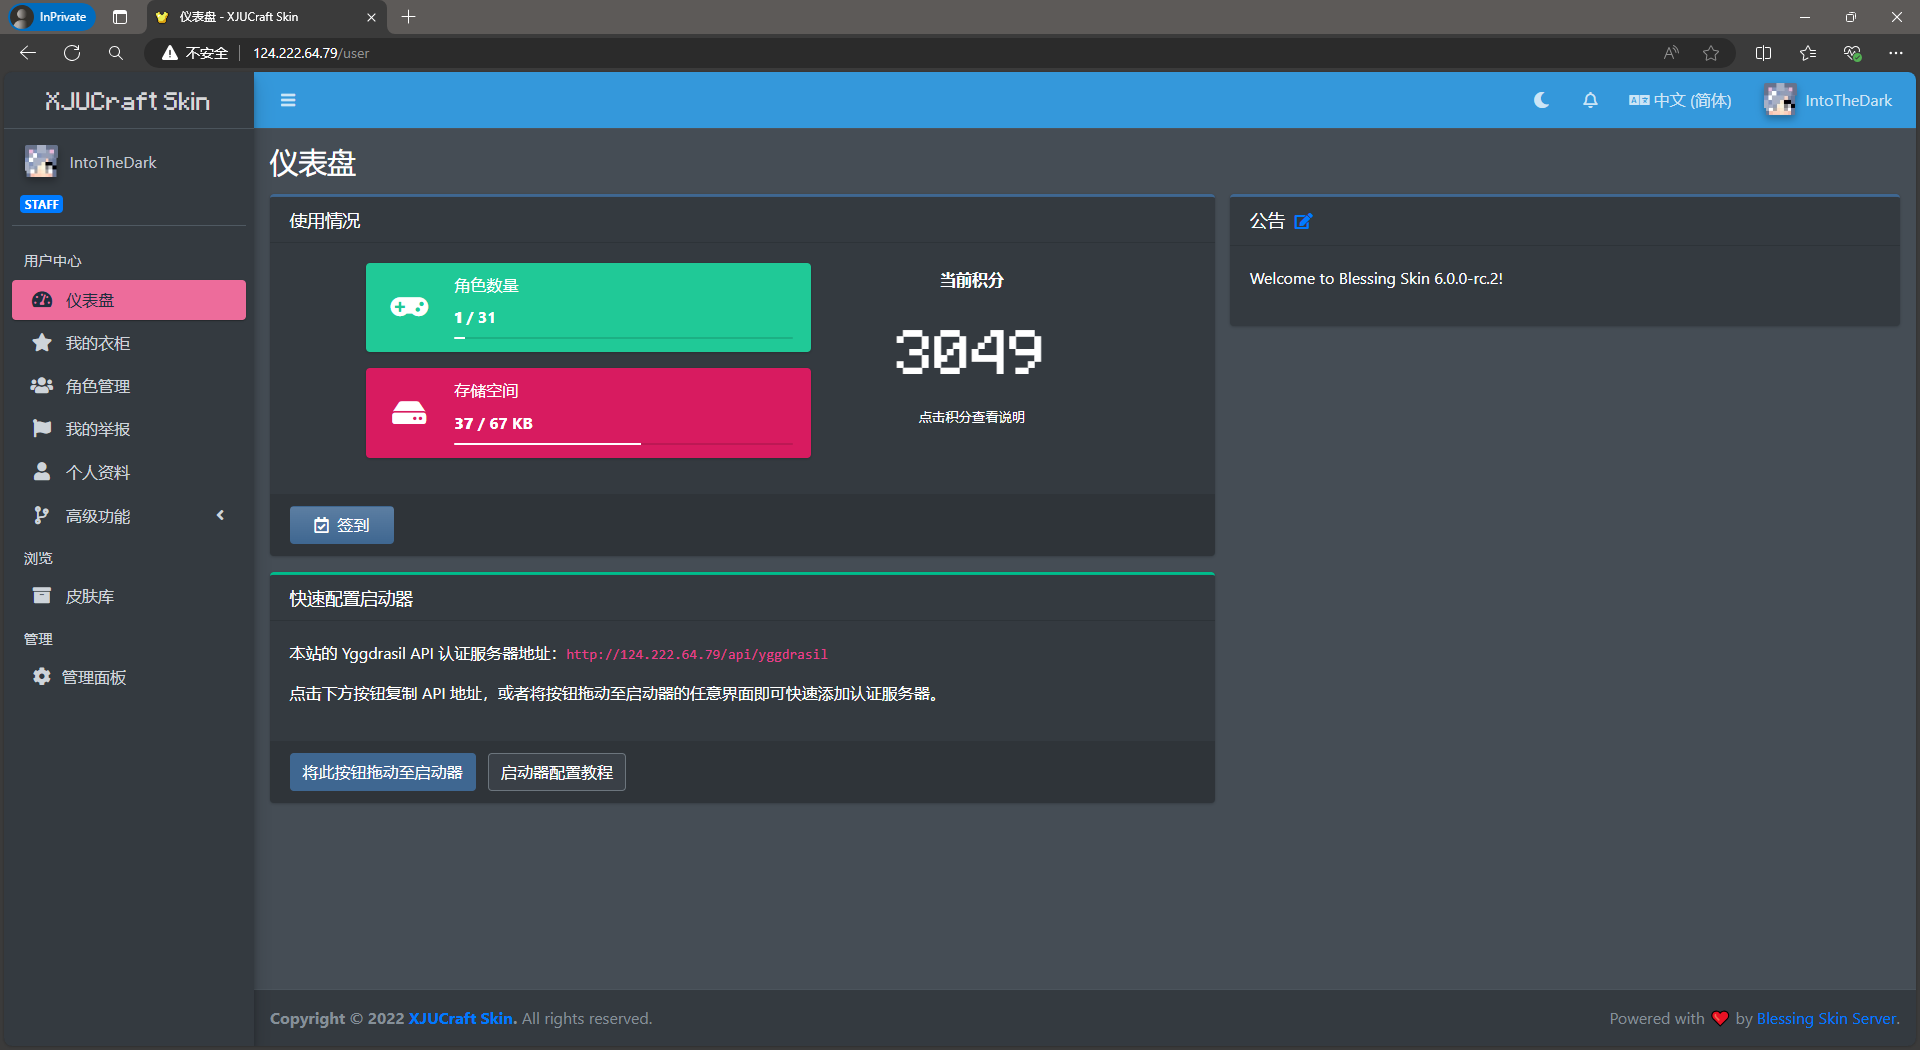 InPrivate
仪表盘 - XJUCraft Skin
不安全
124.222.64.79/user
XJUCraft Skin
中文 (简体)
IntoTheDark
IntoTheDark
STAFF
用户中心
仪表盘
我的衣柜
角色管理
我的举报
个人资料
高级功能
浏览
皮肤库
管理
管理面板
仪表盘
使用情况
角色数量
1 / 31
存储空间
37 / 67 KB
当前积分
3049
点击积分查看说明
签到
公告
Welcome to Blessing Skin 6.0.0-rc.2!
快速配置启动器
本站的 Yggdrasil API 认证服务器地址：http://124.222.64.79/api/yggdrasil
点击下方按钮复制 API 地址，或者将按钮拖动至启动器的任意界面即可快速添加认证服务器。
将此按钮拖动至启动器
启动器配置教程
Copyright © 2022 XJUCraft Skin. All rights reserved.
Powered with ❤ by Blessing Skin Server.